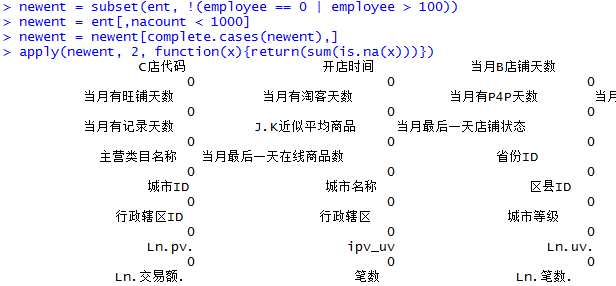 > newent = subset(ent, !(employee == 0 | employee > 100))
> newent = ent[,nacount < 1000]
> newent = newent[complete.cases(newent),]
> apply(newent, 2, function(x){return(sum(is.na(x)))})
C店代码 开店时间 当月B店铺天数
0 0 0
当月有旺铺天数 当月有淘客天数 当月有P4P天数 当月
0 0 0
当月有记录天数 J.K近似平均商品 当月最后一天店铺状态
0 0 0
主营类目名称 当月最后一天在线商品数 省份ID
0 0 0
城市ID 城市名称 区县ID
0 0 0
行政辖区ID 行政辖区 城市等级
0 0 0
Ln.pv. ipv_uv Ln.uv.
0 0 0
Ln.交易额. 笔数 Ln.笔数.